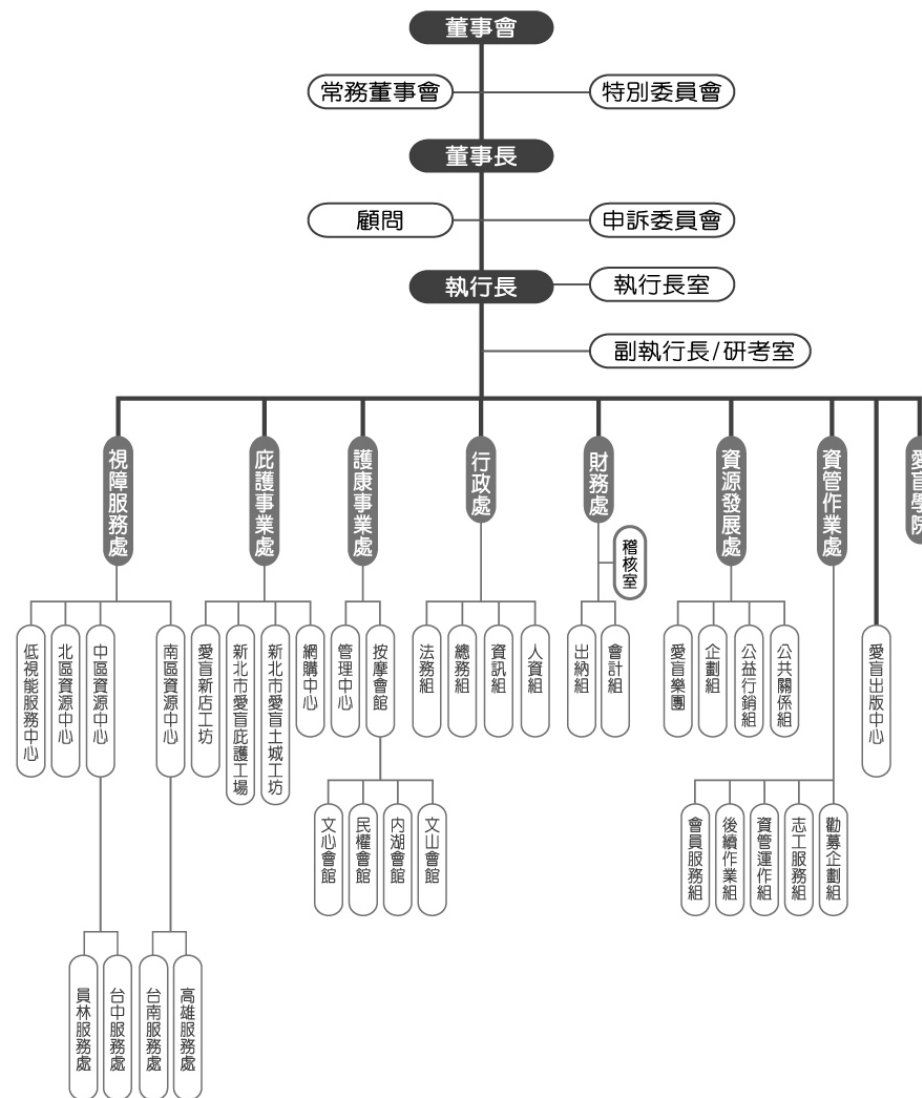 董事會
常務董事會
特別委員會
董事長
顧問
申訴委員會
執行長
執行長室
副執行長/研考室
視障服務處
庇護事業處
護康事業處
行政處
財務處
資源發展處
資管作業處
愛盲學院
稽核室
低視能服務中心
北區資源中心
中區資源中心
南區資源中心
愛盲新店工坊
新北市愛盲庇護工場
新北市愛盲土城工坊
網購中心
管理中心
按摩會館
法務組
總務組
資訊組
人資組
出納組
會計組
愛盲樂團
企劃組
公益行銷組
公共關係組
愛盲出版中心
文心會館
民權會館
內湖會館
文山會館
會員服務組
後續作業組
資管運作組
志工服務組
勸募企劃組
員林服務處
台中服務處
台南服務處
高雄服務處